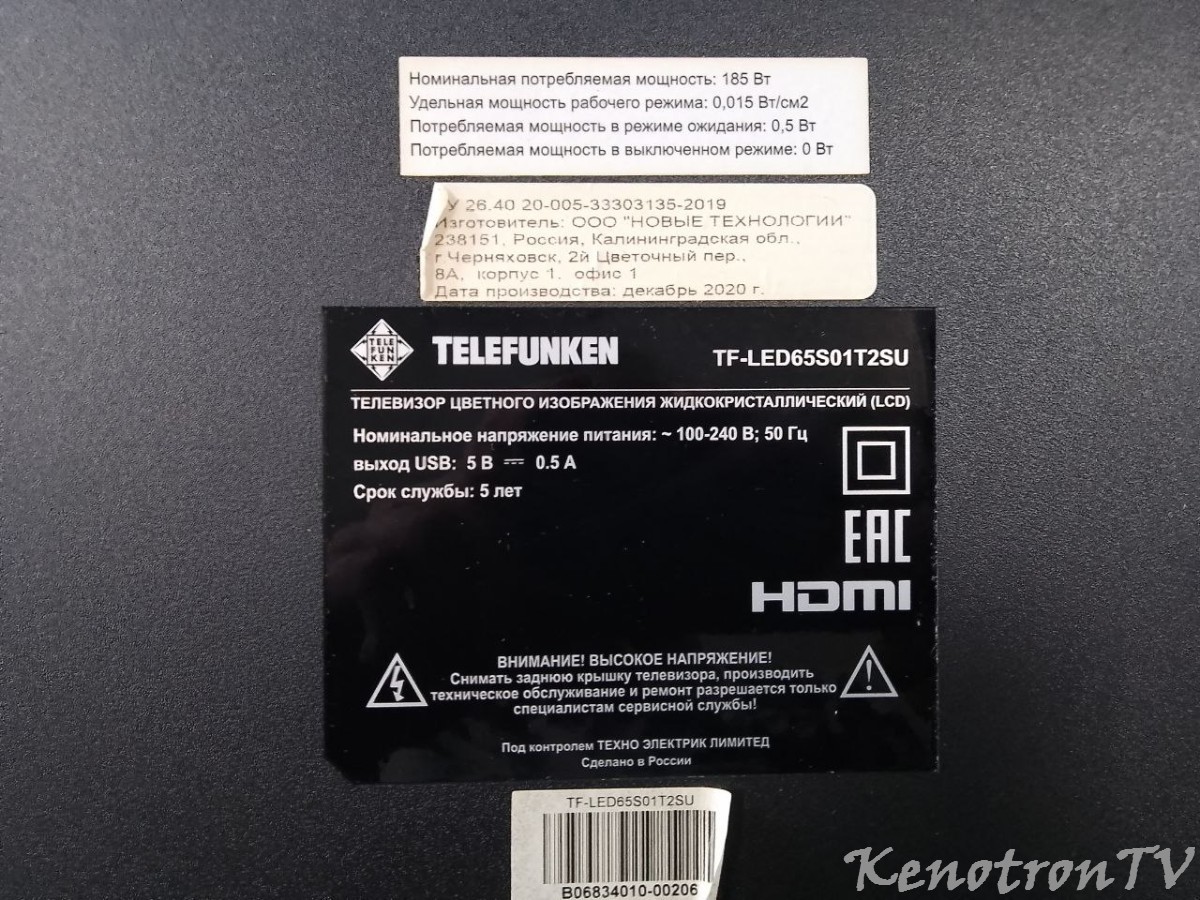 Номинальная потребляемая мощность: 185 Вт
Удельная мощность рабочего режима: 0,015 Вт/см2
Потребляемая мощность в режиме ожидания: 0,5 Вт
Потребляемая мощность в выключенном режиме: 0 Вт
У 26.40 20-005-33303135-2019
Изготовитель: ООО "НОВЫЕ ТЕХНОЛОГИИ"
238151, Россия, Калининградская обл.,
г.Черняховск, 2й Цветочный пер.,
8А, корпус 1, офис 1
Дата производства: декабрь 2020 г.
TELE FUN KEN TELEFUNKEN TF-LED65S01T2SU
ТЕЛЕВИЗОР ЦВЕТНОГО ИЗОБРАЖЕНИЯ ЖИДКОКРИСТАЛЛИЧЕСКИЙ (LCD)
Номинальное напряжение питания: ~ 100-240 В; 50 Гц
выход USB: 5 В ⎓ 0.5 А
Срок службы: 5 лет
EAC
HDMI
ВНИМАНИЕ! ВЫСОКОЕ НАПРЯЖЕНИЕ!
Снимать заднюю крышку телевизора, производить
техническое обслуживание и ремонт разрешается только
специалистам сервисной службы!
Под контролем ТЕХНО ЭЛЕКТРИК ЛИМИТЕД
Сделано в России
TF-LED65S01T2SU
B06834010-00206
KenotronTV